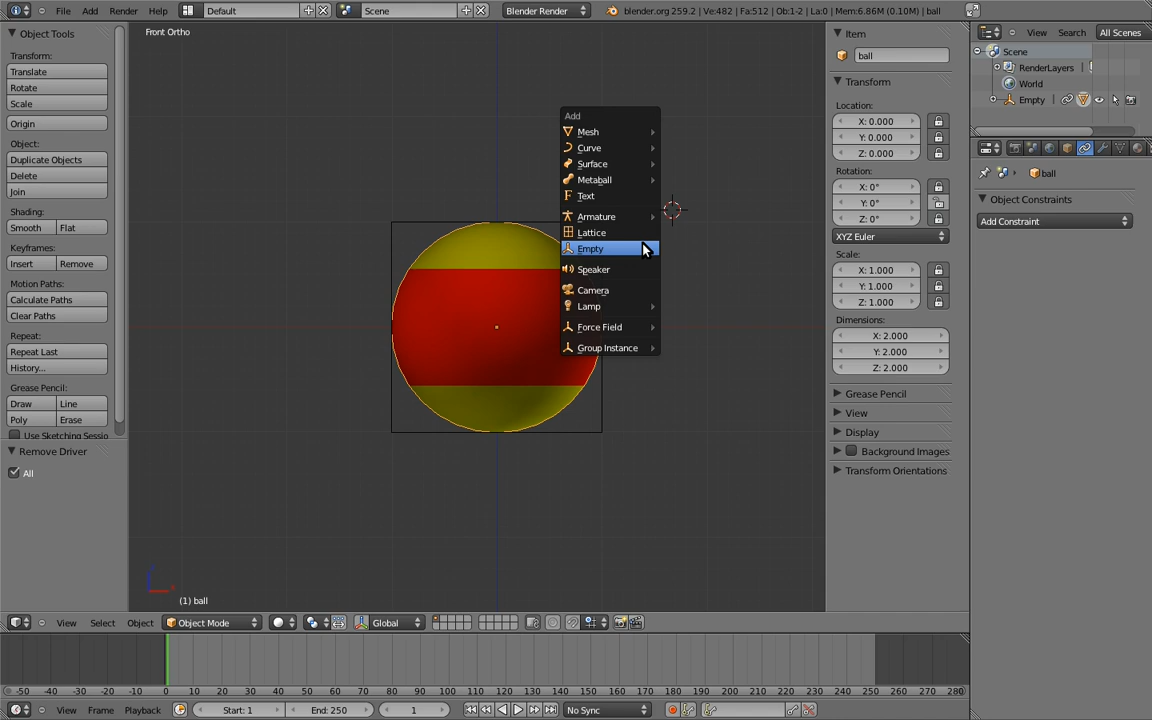 File Add Render Help Default Scene Blender Render blender.org 259.2 | Ve:482 | Fa:512 | Ob:1-2 | La:0 | Mem:6.86M (0.10M) | ball
Object Tools
Transform:
Translate
Rotate
Scale
Origin
Object:
Duplicate Objects
Delete
Join
Shading:
Smooth Flat
Keyframes:
Insert Remove
Motion Paths:
Calculate Paths
Clear Paths
Repeat:
Repeat Last
History...
Grease Pencil:
Draw Line
Poly Erase
Use Sketching Sessio
Remove Driver
All
Front Ortho
Add
Mesh
Curve
Surface
Metaball
Text
Armature
Lattice
Empty
Speaker
Camera
Lamp
Force Field
Group Instance
(1) ball
View Select Object Object Mode Global
Item
ball
Transform
Location:
X: 0.000
Y: 0.000
Z: 0.000
Rotation:
X: 0°
Y: 0°
Z: 0°
XYZ Euler
Scale:
X: 1.000
Y: 1.000
Z: 1.000
Dimensions:
X: 2.000
Y: 2.000
Z: 2.000
Grease Pencil
View
Display
Background Images
Transform Orientations
View Search All Scenes
Scene
RenderLayers
World
Empty
ball
Object Constraints
Add Constraint
-50 -40 -30 -20 -10 0 10 20 30 40 50 60 70 80 90 100 110 120 130 140 150 160 170 180 190 200 210 220 230 240 250 260 270 280
View Frame Playback Start: 1 End: 250 1 No Sync